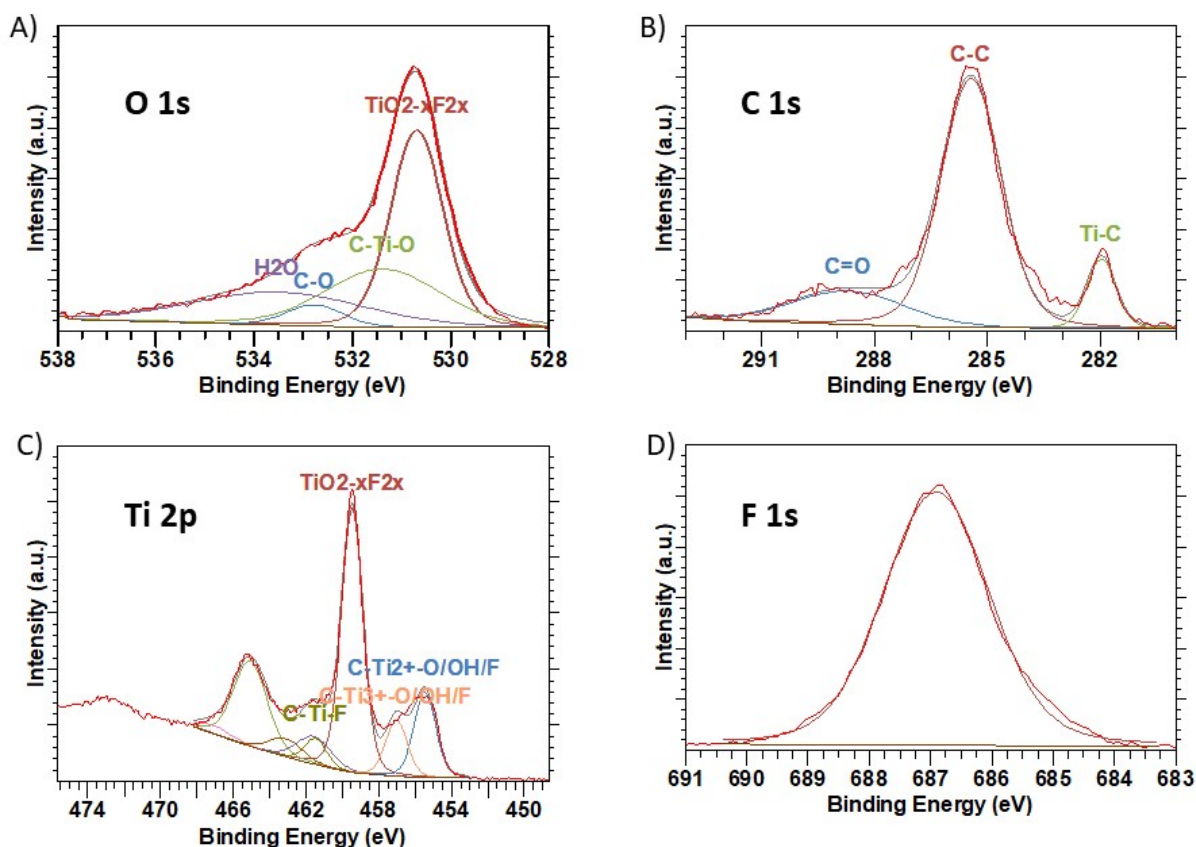 A)
O 1s
TiO2-xF2x
C-Ti-O
H2O
C-O
Intensity (a.u.)
538 536 534 532 530 528
Binding Energy (eV)
B)
C 1s
C-C
C=O
Ti-C
Intensity (a.u.)
291 288 285 282
Binding Energy (eV)
C)
Ti 2p
TiO2-xF2x
C-Ti2+-O/OH/F
C-Ti3+-O/OH/F
C-Ti-F
Intensity (a.u.)
474 470 466 462 458 454 450
Binding Energy (eV)
D)
F 1s
Intensity (a.u.)
691 690 689 688 687 686 685 684 683
Binding Energy (eV)